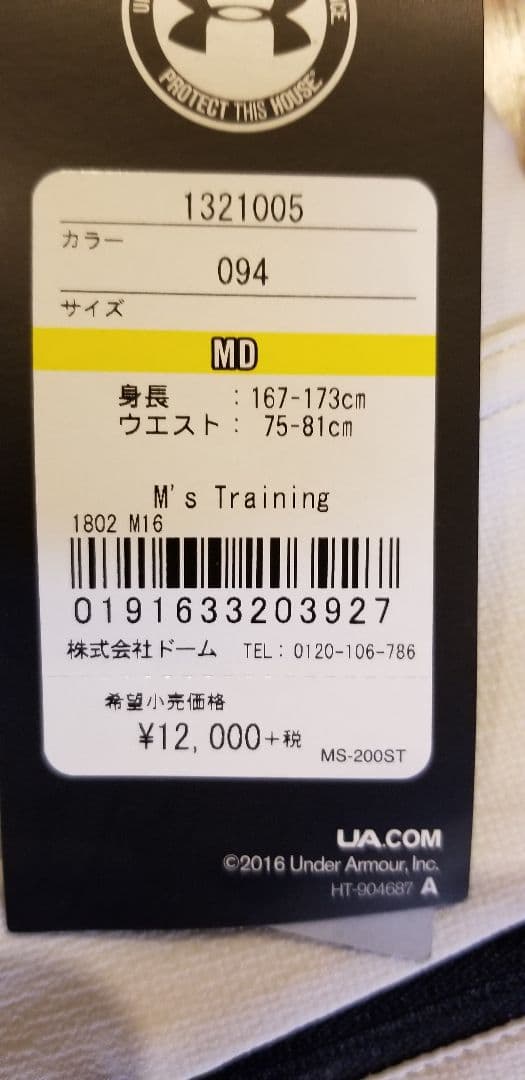 PROTECT THIS HOUSE
1321005
カラー
094
サイズ
MD
身長 : 167-173cm
ウエスト : 75-81cm
M's Training
1802 M16
0191633203927
株式会社ドーム TEL: 0120-106-786
希望小売価格
¥12,000+税
MS-200ST
UA.COM
©2016 Under Armour, Inc.
HT-904687 A